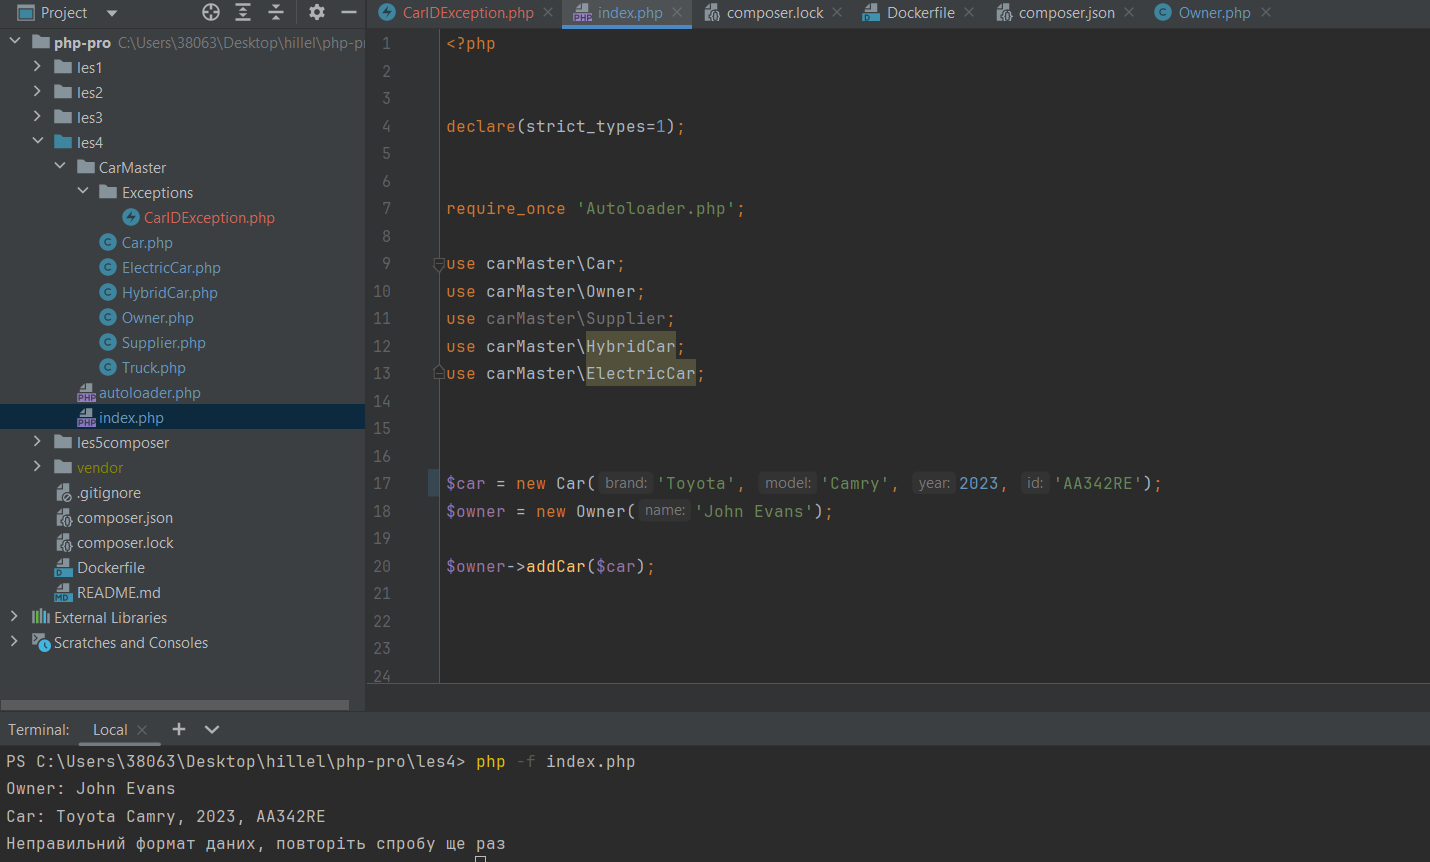 Project
CarIDException.php
index.php
composer.lock
Dockerfile
composer.json
Owner.php
php-pro C:\Users\38063\Desktop\hillel\php-pr
les1
les2
les3
les4
CarMaster
Exceptions
CarIDException.php
Car.php
ElectricCar.php
HybridCar.php
Owner.php
Supplier.php
Truck.php
autoloader.php
index.php
les5composer
vendor
.gitignore
composer.json
composer.lock
Dockerfile
README.md
External Libraries
Scratches and Consoles
1 <?php
2
3
4 declare(strict_types=1);
5
6
7 require_once 'Autoloader.php';
8
9 use carMaster\Car;
10 use carMaster\Owner;
11 use carMaster\Supplier;
12 use carMaster\HybridCar;
13 use carMaster\ElectricCar;
14
15
16
17 $car = new Car( brand: 'Toyota', model: 'Camry', year: 2023, id: 'AA342RE');
18 $owner = new Owner( name: 'John Evans');
19
20 $owner->addCar($car);
21
22
23
24
Terminal: Local
PS C:\Users\38063\Desktop\hillel\php-pro\les4> php -f index.php
Owner: John Evans
Car: Toyota Camry, 2023, AA342RE
Неправильний формат даних, повторіть спробу ще раз